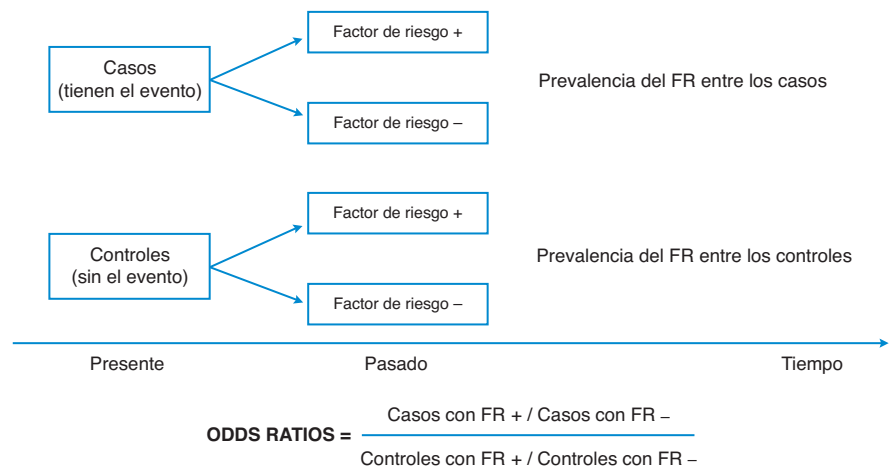 Factor de riesgo +
Casos
(tienen el evento)
Prevalencia del FR entre los casos
Factor de riesgo –
Factor de riesgo +
Controles
(sin el evento)
Prevalencia del FR entre los controles
Factor de riesgo –
Presente Pasado Tiempo
Casos con FR + / Casos con FR –
ODDS RATIOS =
Controles con FR + / Controles con FR –